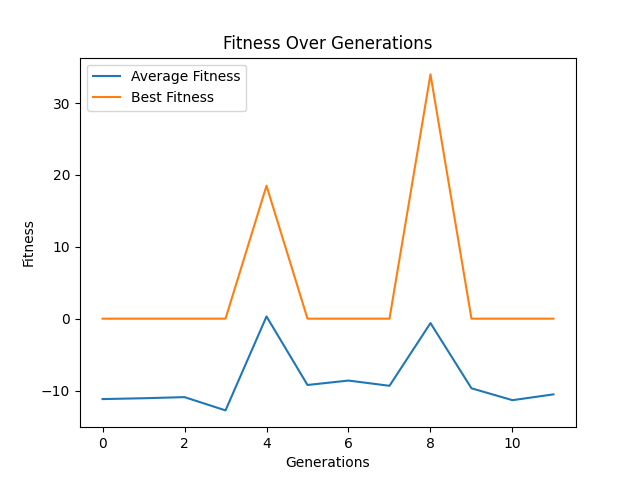 Fitness Over Generations
Average Fitness
Best Fitness
30
20
10
0
−10
Fitness
0 2 4 6 8 10
Generations